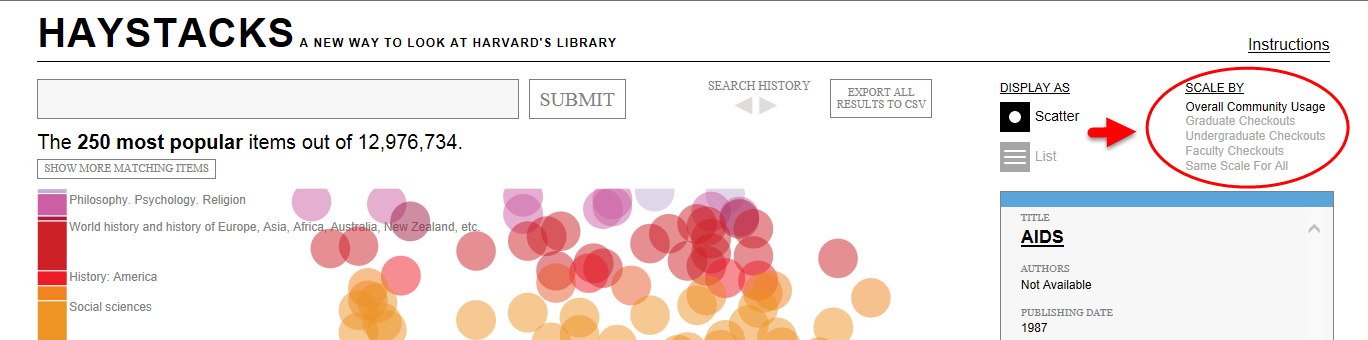 HAYSTACKS A NEW WAY TO LOOK AT HARVARD'S LIBRARY
Instructions
SUBMIT
SEARCH HISTORY
EXPORT ALL
RESULTS TO CSV
The 250 most popular items out of 12,976,734.
SHOW MORE MATCHING ITEMS
Philosophy. Psychology. Religion
World history and history of Europe, Asia, Africa, Australia, New Zealand, etc.
History: America
Social sciences
DISPLAY AS
Scatter
List
SCALE BY
Overall Community Usage
Graduate Checkouts
Undergraduate Checkouts
Faculty Checkouts
Same Scale For All
TITLE
AIDS
AUTHORS
Not Available
PUBLISHING DATE
1987